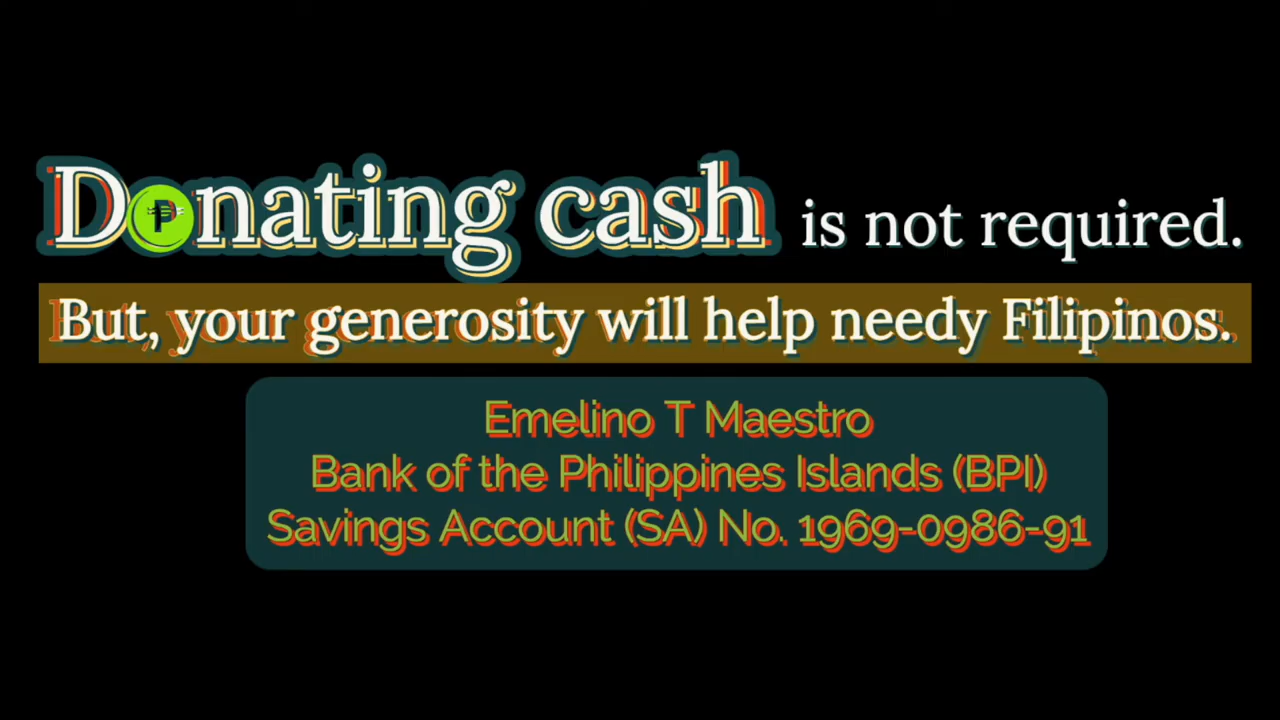 Donating cash is not required.
But, your generosity will help needy Filipinos.
Emelino T Maestro
Bank of the Philippines Islands (BPI)
Savings Account (SA) No. 1969-0986-91